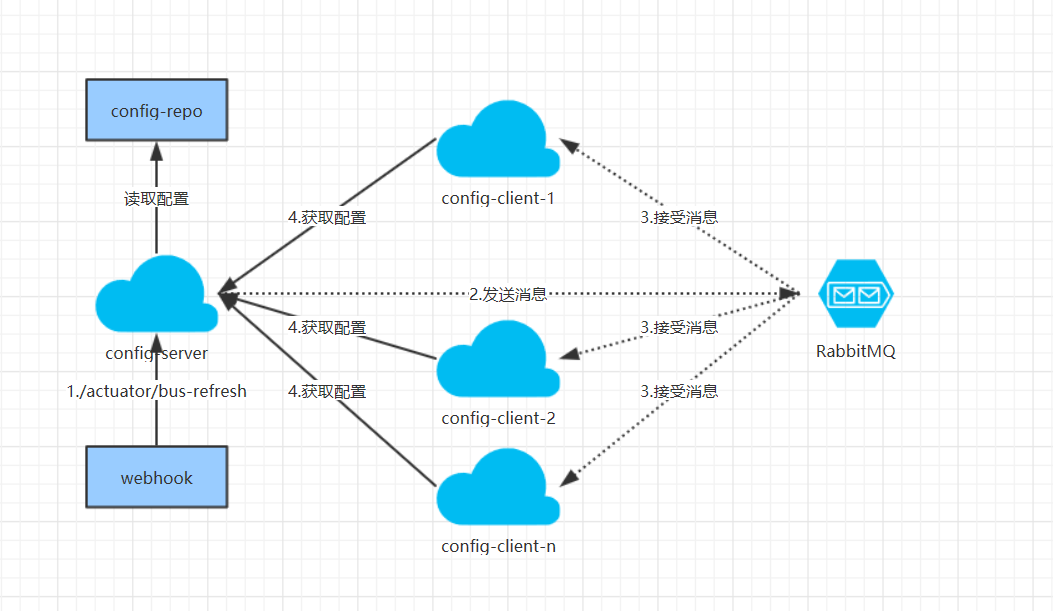 config-repo
读取配置
config-client-1
4.获取配置
3.接受消息
2.发送消息
config-server
4.获取配置
3.接受消息
RabbitMQ
1./actuator/bus-refresh
4.获取配置
3.接受消息
config-client-2
webhook
config-client-n